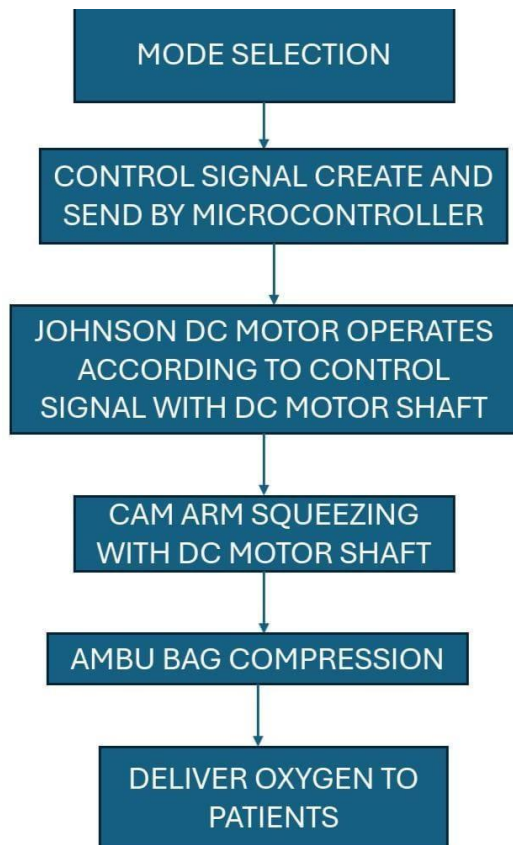 MODE SELECTION
CONTROL SIGNAL CREATE AND
SEND BY MICROCONTROLLER
JOHNSON DC MOTOR OPERATES
ACCORDING TO CONTROL
SIGNAL WITH DC MOTOR SHAFT
CAM ARM SQUEEZING
WITH DC MOTOR SHAFT
AMBU BAG COMPRESSION
DELIVER OXYGEN TO
PATIENTS